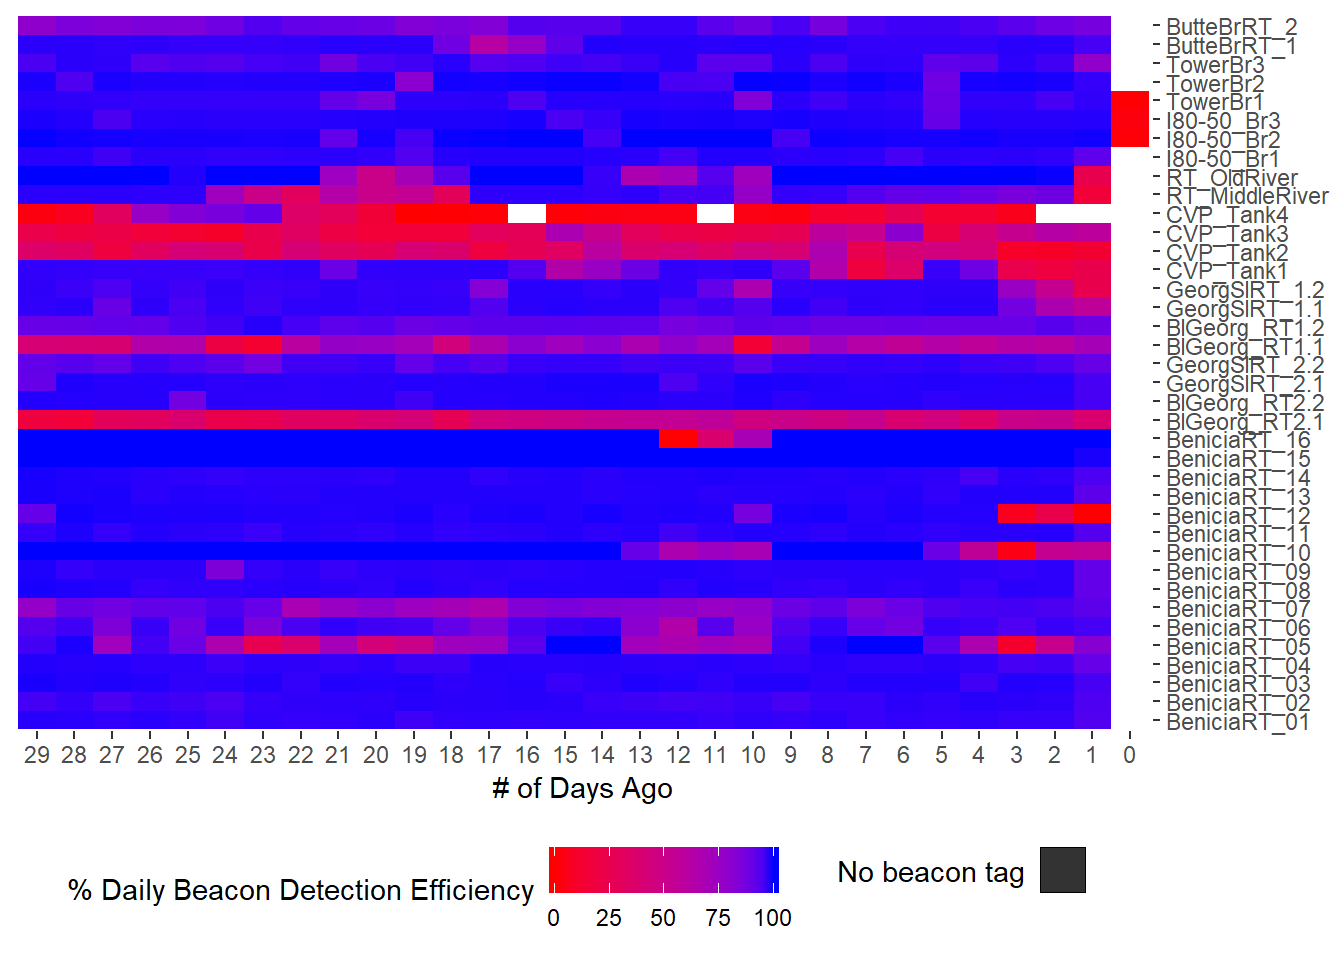 ButteBrRT_2
ButteBrRT_1
TowerBr3
TowerBr2
TowerBr1
I80-50_Br3
I80-50_Br2
I80-50_Br1
RT_OldRiver
RT_MiddleRiver
CVP_Tank4
CVP_Tank3
CVP_Tank2
CVP_Tank1
GeorgSlRT_1.2
GeorgSlRT_1.1
BlGeorg_RT1.2
BlGeorg_RT1.1
GeorgSlRT_2.2
GeorgSlRT_2.1
BlGeorg_RT2.2
BlGeorg_RT2.1
BeniciaRT_16
BeniciaRT_15
BeniciaRT_14
BeniciaRT_13
BeniciaRT_12
BeniciaRT_11
BeniciaRT_10
BeniciaRT_09
BeniciaRT_08
BeniciaRT_07
BeniciaRT_06
BeniciaRT_05
BeniciaRT_04
BeniciaRT_03
BeniciaRT_02
BeniciaRT_01
29 28 27 26 25 24 23 22 21 20 19 18 17 16 15 14 13 12 11 10 9 8 7 6 5 4 3 2 1 0
# of Days Ago
% Daily Beacon Detection Efficiency
0 25 50 75 100
No beacon tag